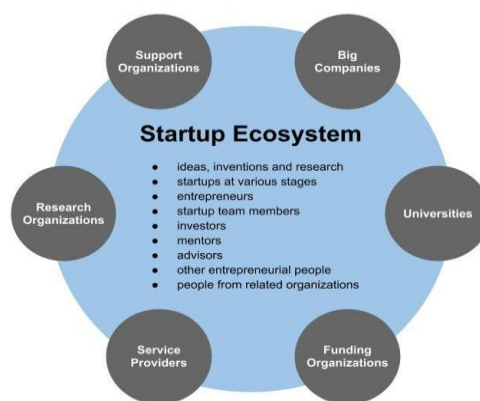 Support
Organizations
Big
Companies
Startup Ecosystem
● ideas, inventions and research
● startups at various stages
● entrepreneurs
● startup team members
● investors
● mentors
● advisors
● other entrepreneurial people
● people from related organizations
Research
Organizations
Universities
Service
Providers
Funding
Organizations